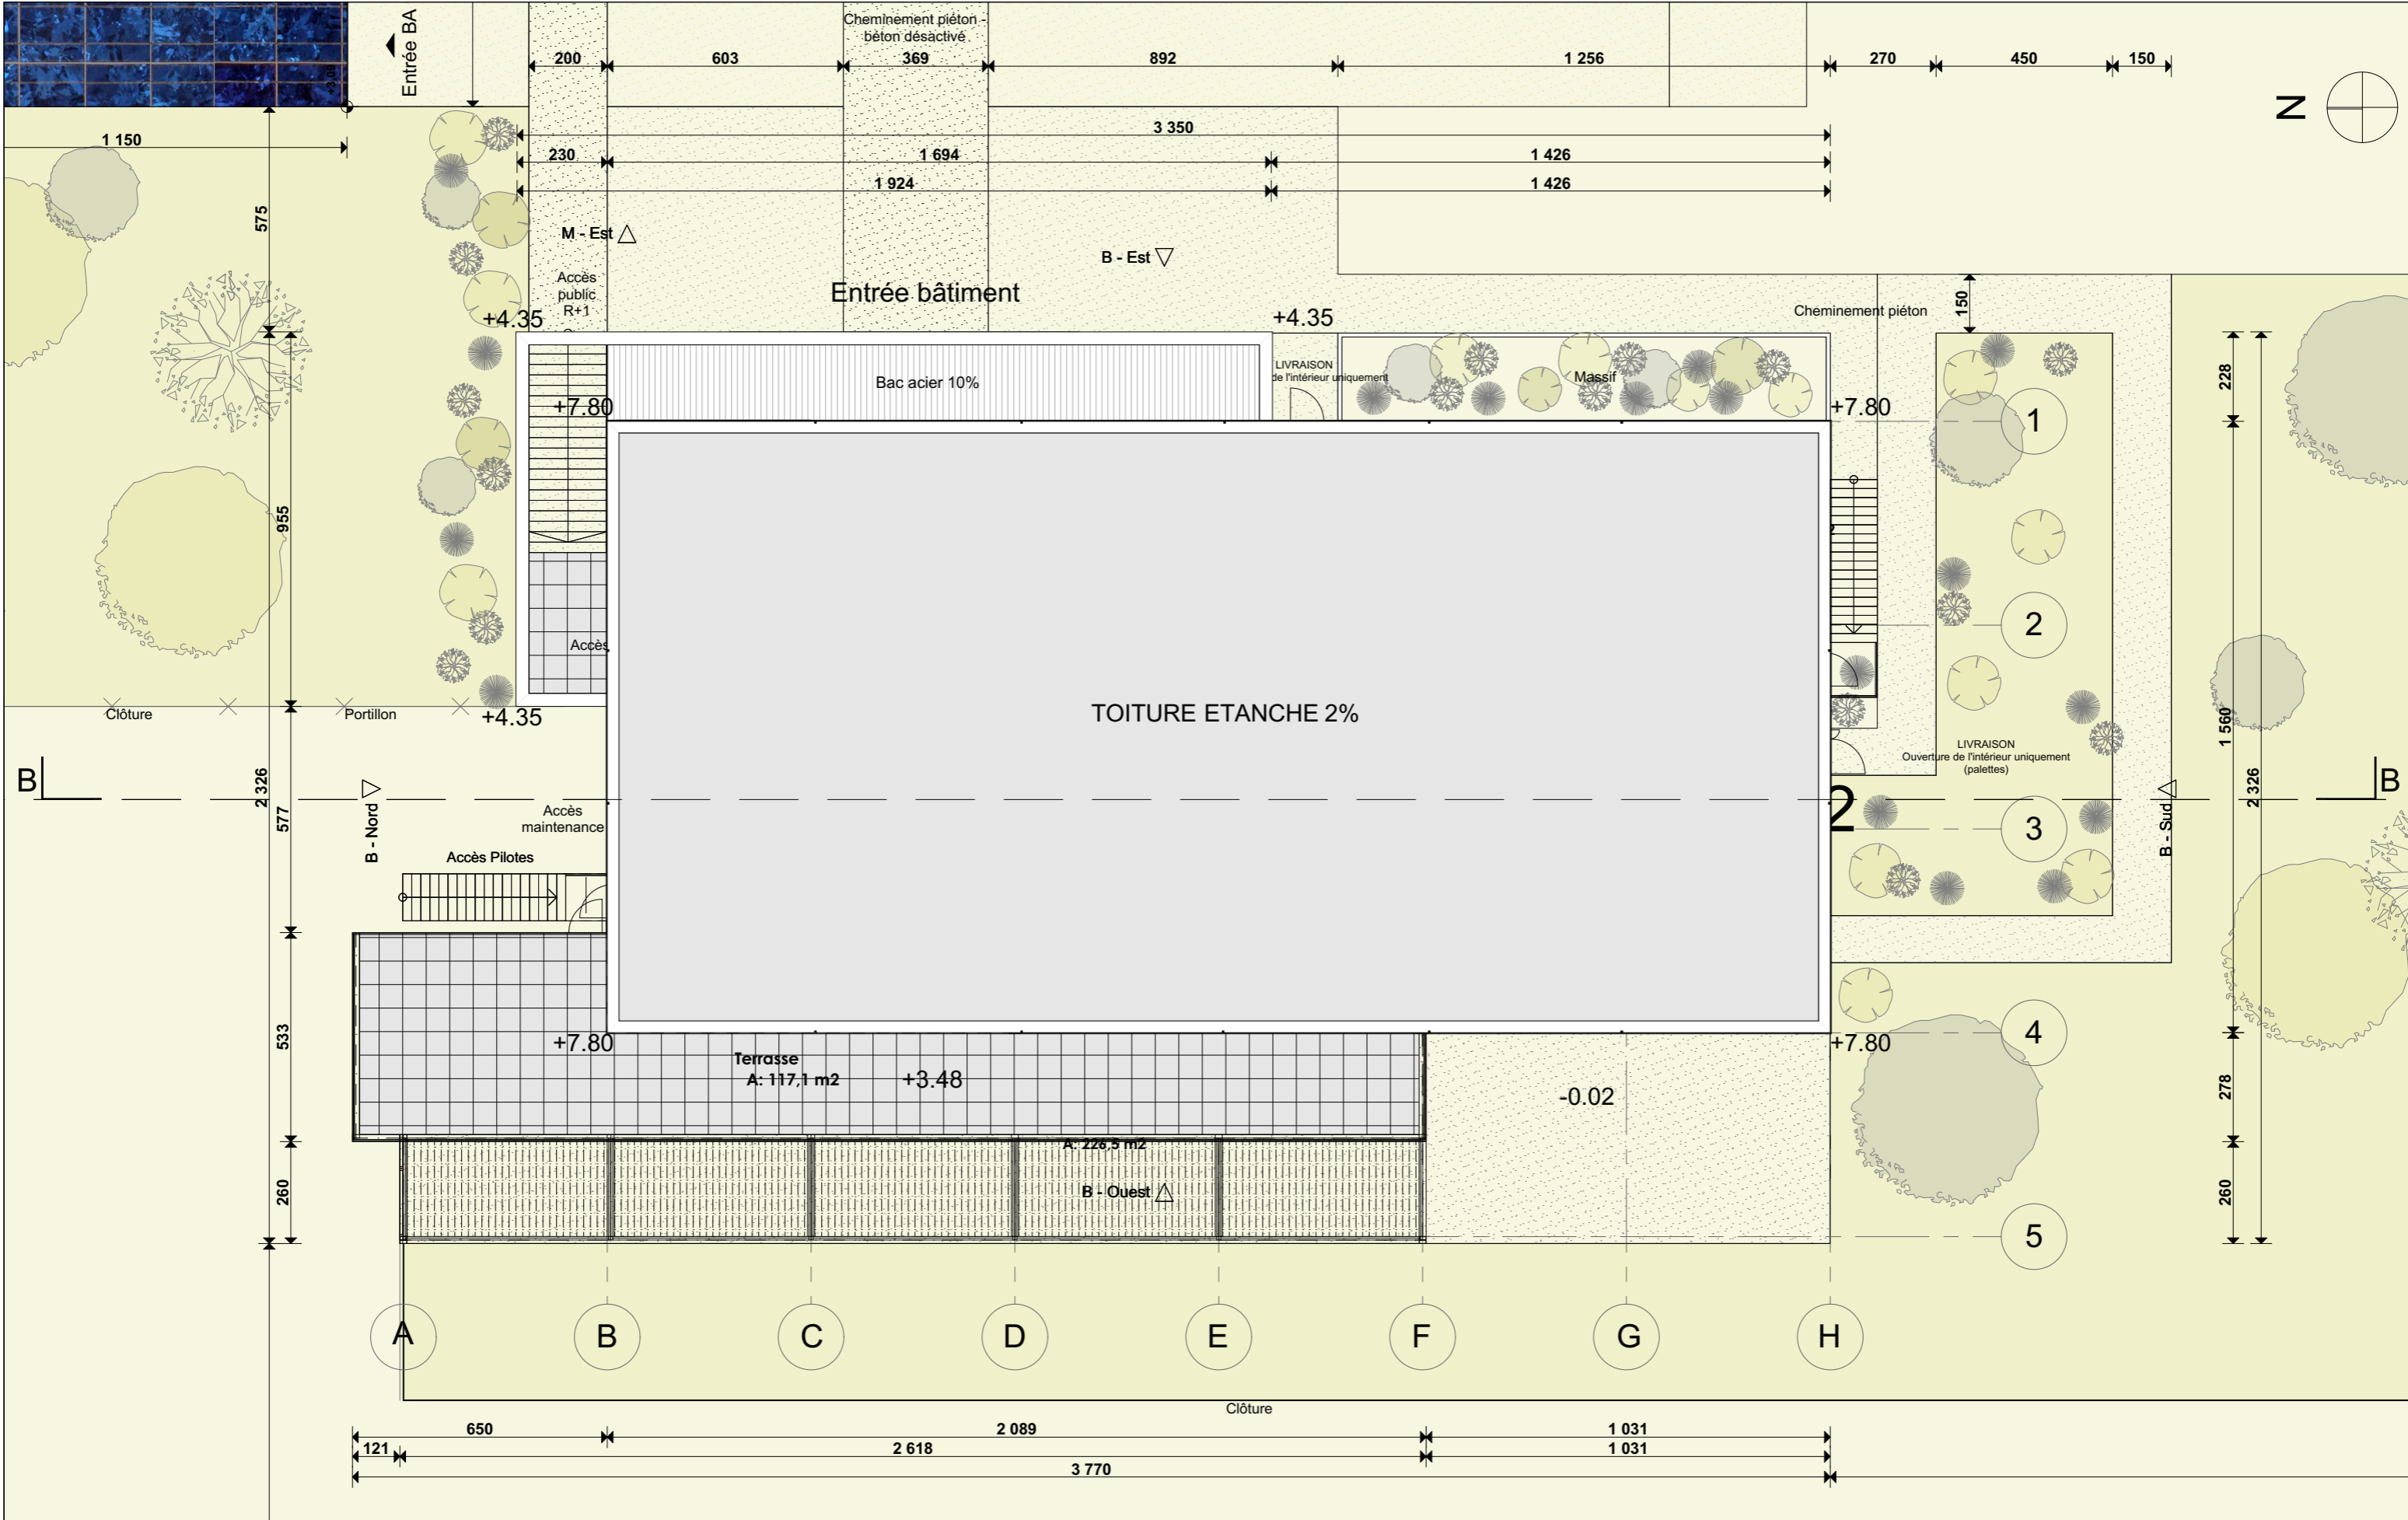 Cheminement piéton -
béton désactivé
Entrée BA
200
603
369
892
1 256
270
450
150
N
3 350
1 150
230
1 694
1 426
1 924
1 426
575
M - Est
B - Est
Accès
public
R+1
Entrée bâtiment
150
Cheminement piéton
+4.35
+4.35
LIVRAISON
de l'intérieur uniquement
Bac acier 10%
Massif
228
+7.80
+7.80
1
955
2
Accès
TOITURE ETANCHE 2%
Clôture
Portillon
+4.35
1 560
LIVRAISON
Ouverture de l'intérieur uniquement
(palettes)
B
B
2 326
2 326
577
B - Nord
B - Sud
Accès
maintenance
2
3
Accès Pilotes
533
+7.80
+7.80
4
Terrasse
A: 117,1 m2
+3.48
-0.02
278
A: 226,5 m2
260
B - Ouest
260
5
A
B
C
D
E
F
G
H
Clôture
650
2 089
1 031
121
2 618
1 031
3 770